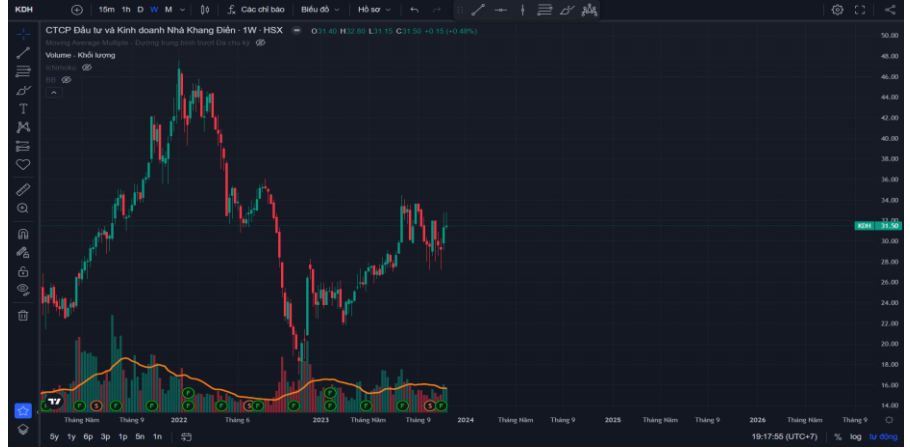 KDH 15m 1h D W M Các chỉ báo Biểu đồ Hồ sơ
CTCP Đầu tư và Kinh doanh Nhà Khang Điền · 1W · HSX O31.40 H32.80 L31.15 C31.50 +0.15 (+0.48%)
Moving Average Multiple - Đường trung bình trượt Đa chu kỳ
Volume - Khối lượng
Ichimoku
BB
50.00
48.00
46.00
44.00
42.00
40.00
38.00
36.00
34.00
32.00
KDH 31.50
30.00
28.00
26.00
24.00
22.00
20.00
18.00
16.00
14.00
F F S F F F F F S F F F F F F F S F
Tháng Năm Tháng 9 2022 Tháng 6 2023 Tháng Năm Tháng 9 2024 Tháng Năm Tháng 9 2025 Tháng Năm Tháng 9 2026 Tháng Năm Tháng 9
5y 1y 6p 3p 1p 5n 1n 19:17:55 (UTC+7) % log tự động